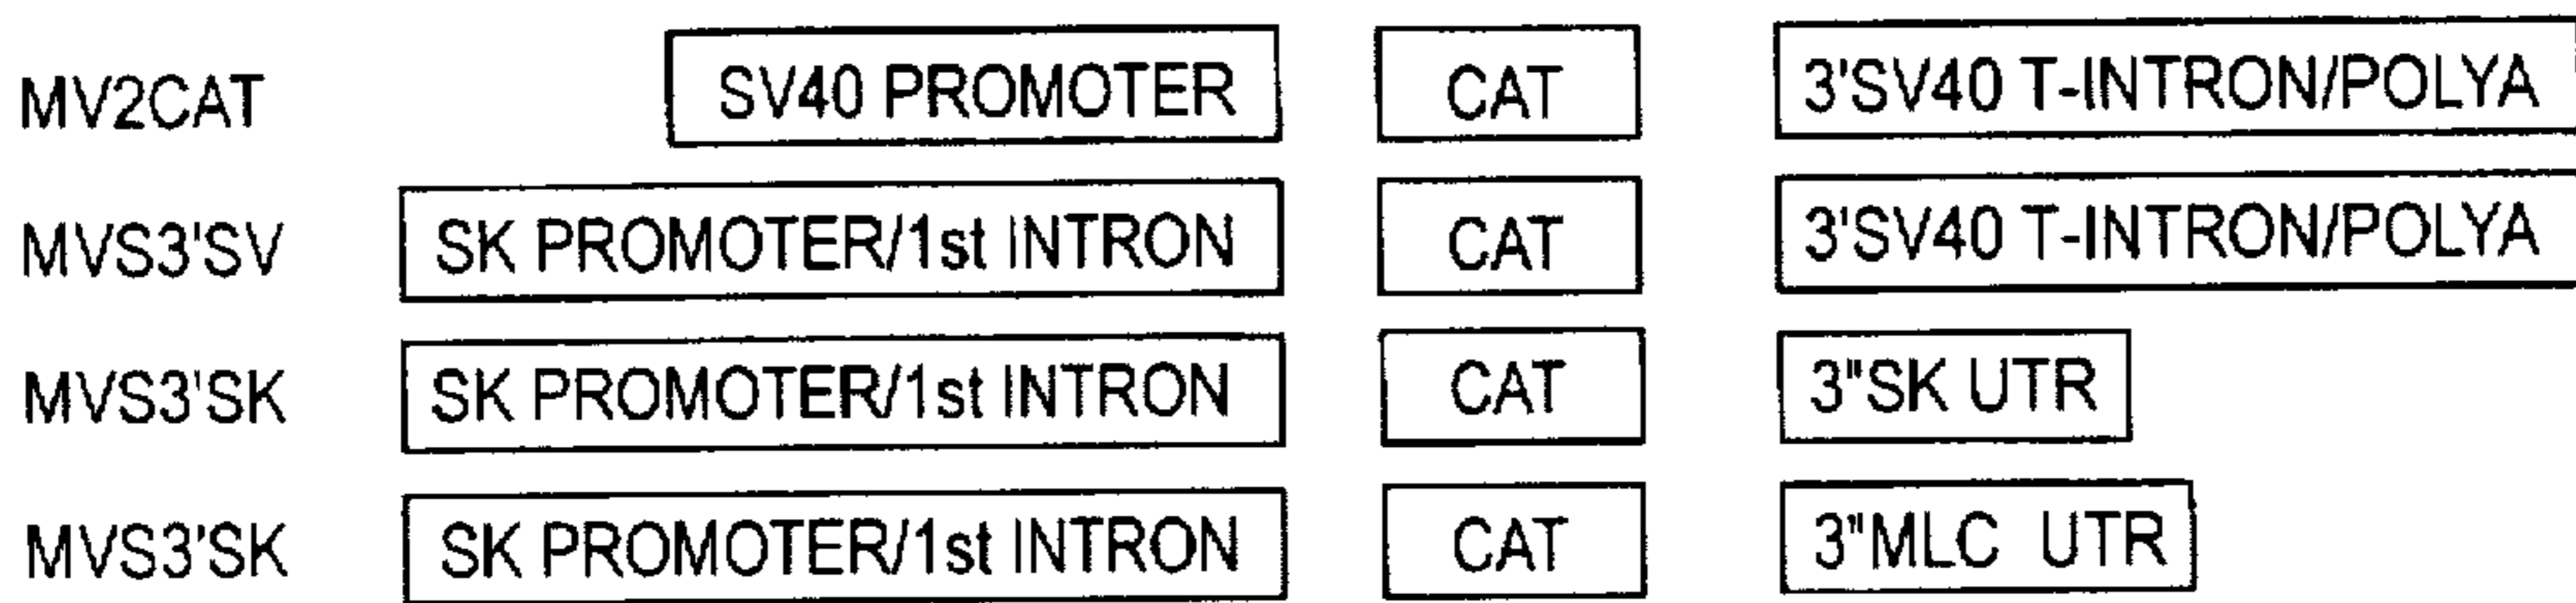 MV2CAT SV40 PROMOTER CAT 3'SV40 T-INTRON/POLYA
MVS3'SV SK PROMOTER/1st INTRON CAT 3'SV40 T-INTRON/POLYA
MVS3'SK SK PROMOTER/1st INTRON CAT 3"SK UTR
MVS3'SK SK PROMOTER/1st INTRON CAT 3"MLC UTR